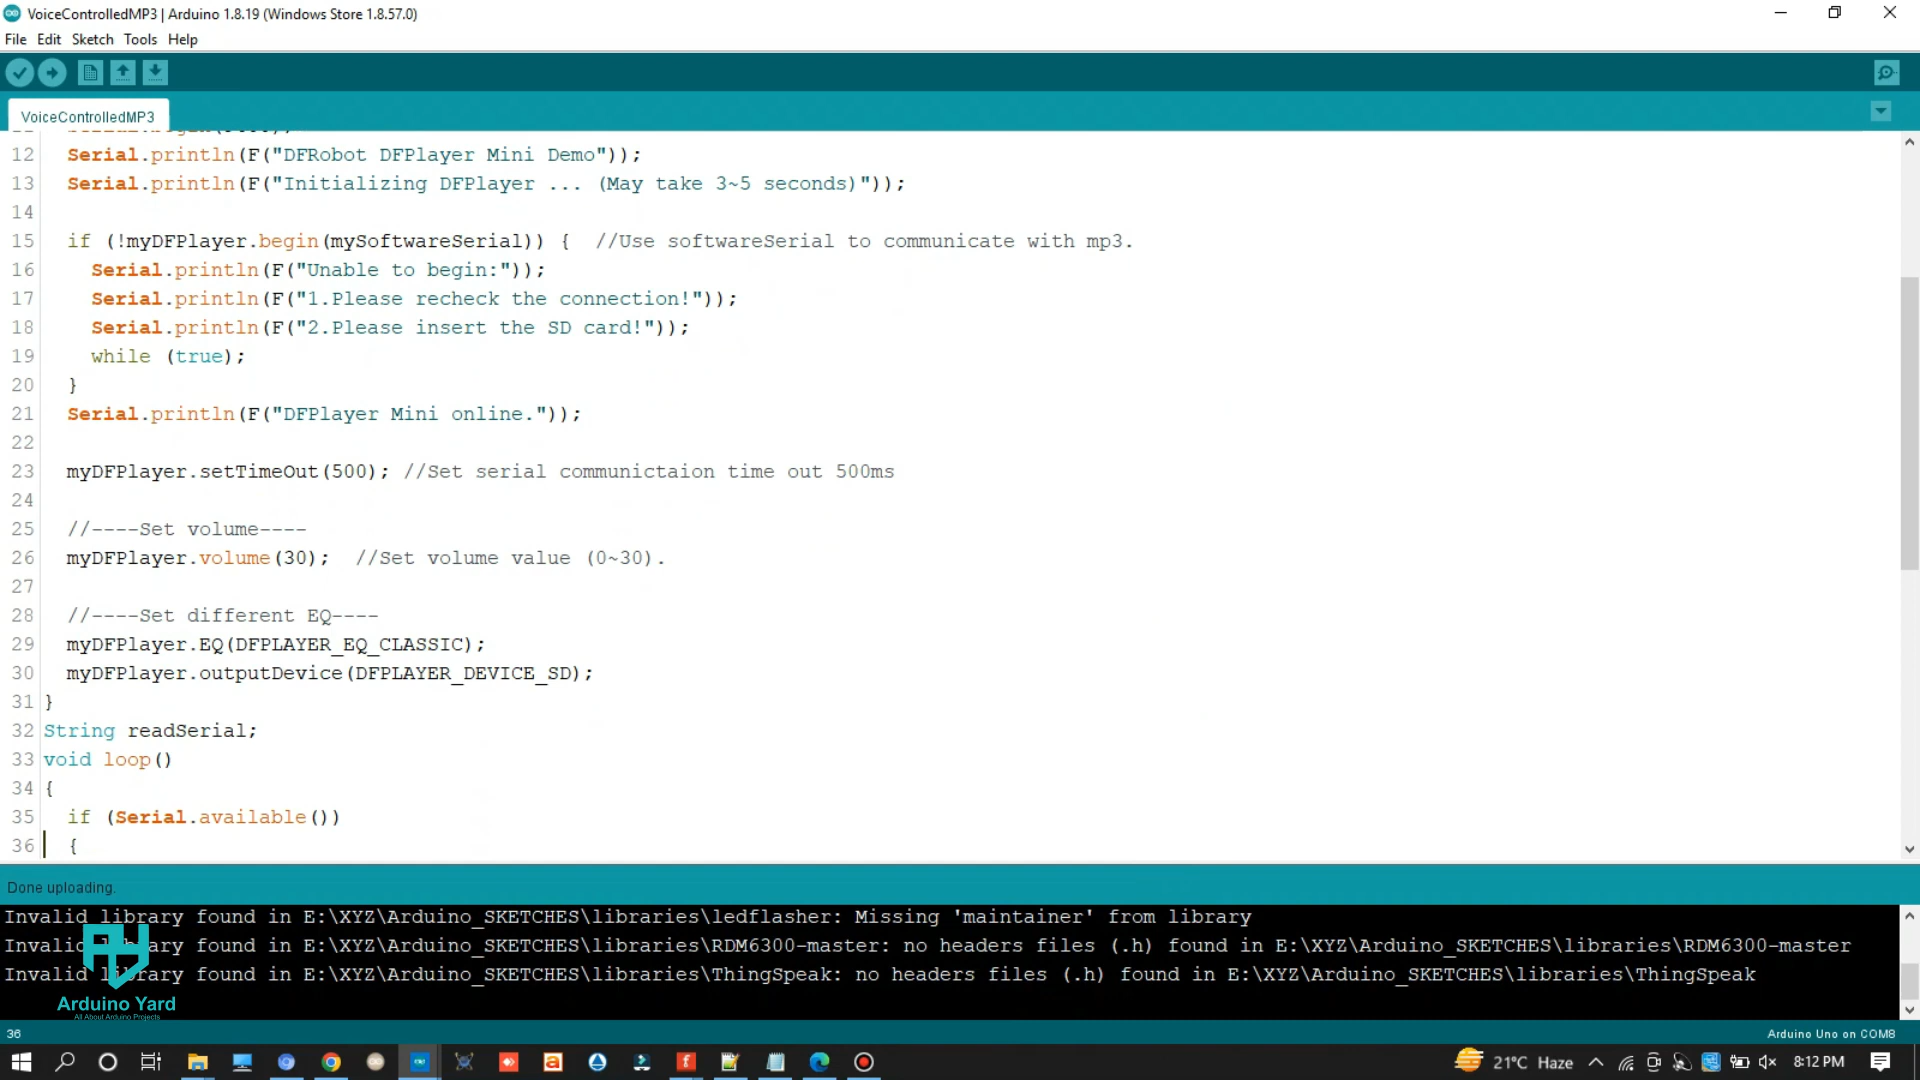 VoiceControlledMP3 | Arduino 1.8.19 (Windows Store 1.8.57.0)
File Edit Sketch Tools Help
VoiceControlledMP3
12 Serial.println(F("DFRobot DFPlayer Mini Demo"));
13 Serial.println(F("Initializing DFPlayer ... (May take 3~5 seconds)"));
14
15 if (!myDFPlayer.begin(mySoftwareSerial)) { //Use softwareSerial to communicate with mp3.
16 Serial.println(F("Unable to begin:"));
17 Serial.println(F("1.Please recheck the connection!"));
18 Serial.println(F("2.Please insert the SD card!"));
19 while (true);
20 }
21 Serial.println(F("DFPlayer Mini online."));
22
23 myDFPlayer.setTimeOut(500); //Set serial communictaion time out 500ms
24
25 //----Set volume----
26 myDFPlayer.volume(30); //Set volume value (0~30).
27
28 //----Set different EQ----
29 myDFPlayer.EQ(DFPLAYER_EQ_CLASSIC);
30 myDFPlayer.outputDevice(DFPLAYER_DEVICE_SD);
31 }
32 String readSerial;
33 void loop()
34 {
35 if (Serial.available())
36 {
Done uploading.
Invalid library found in E:\XYZ\Arduino_SKETCHES\libraries\ledflasher: Missing 'maintainer' from library
Invalid library found in E:\XYZ\Arduino_SKETCHES\libraries\RDM6300-master: no headers files (.h) found in E:\XYZ\Arduino_SKETCHES\libraries\RDM6300-master
Invalid library found in E:\XYZ\Arduino_SKETCHES\libraries\ThingSpeak: no headers files (.h) found in E:\XYZ\Arduino_SKETCHES\libraries\ThingSpeak
Arduino Yard
All About Arduino Projects
36 Arduino Uno on COM8
21°C Haze 8:12 PM